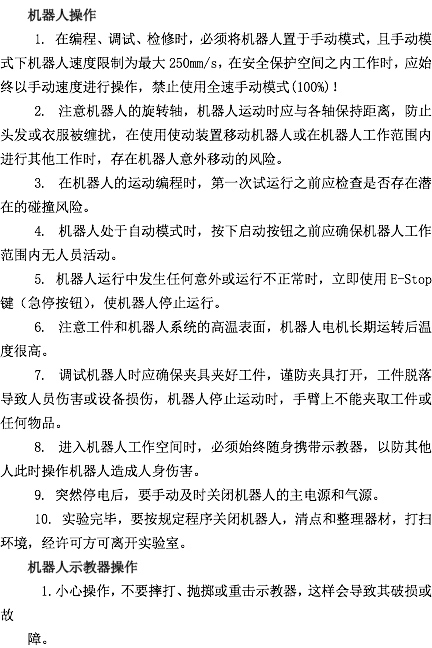 机器人操作
1. 在编程、调试、检修时，必须将机器人置于手动模式，且手动模
式下机器人速度限制为最大 250mm/s，在安全保护空间之内工作时，应始
终以手动速度进行操作，禁止使用全速手动模式(100%)！
2. 注意机器人的旋转轴，机器人运动时应与各轴保持距离，防止
头发或衣服被缠扰，在使用使动装置移动机器人或在机器人工作范围内
进行其他工作时，存在机器人意外移动的风险。
3. 在机器人的运动编程时，第一次试运行之前应检查是否存在潜
在的碰撞风险。
4. 机器人处于自动模式时，按下启动按钮之前应确保机器人工作
范围内无人员活动。
5. 机器人运行中发生任何意外或运行不正常时，立即使用 E-Stop
键（急停按钮），使机器人停止运行。
6. 注意工件和机器人系统的高温表面，机器人电机长期运转后温
度很高。
7. 调试机器人时应确保夹具夹好工件，谨防夹具打开，工件脱落
导致人员伤害或设备损伤，机器人停止运动时，手臂上不能夹取工件或
任何物品。
8. 进入机器人工作空间时，必须始终随身携带示教器，以防其他
人此时操作机器人造成人身伤害。
9. 突然停电后，要手动及时关闭机器人的主电源和气源。
10. 实验完毕，要按规定程序关闭机器人，清点和整理器材，打扫
环境，经许可方可离开实验室。
机器人示教器操作
1.小心操作，不要摔打、抛掷或重击示教器，这样会导致其破损或
故
障。